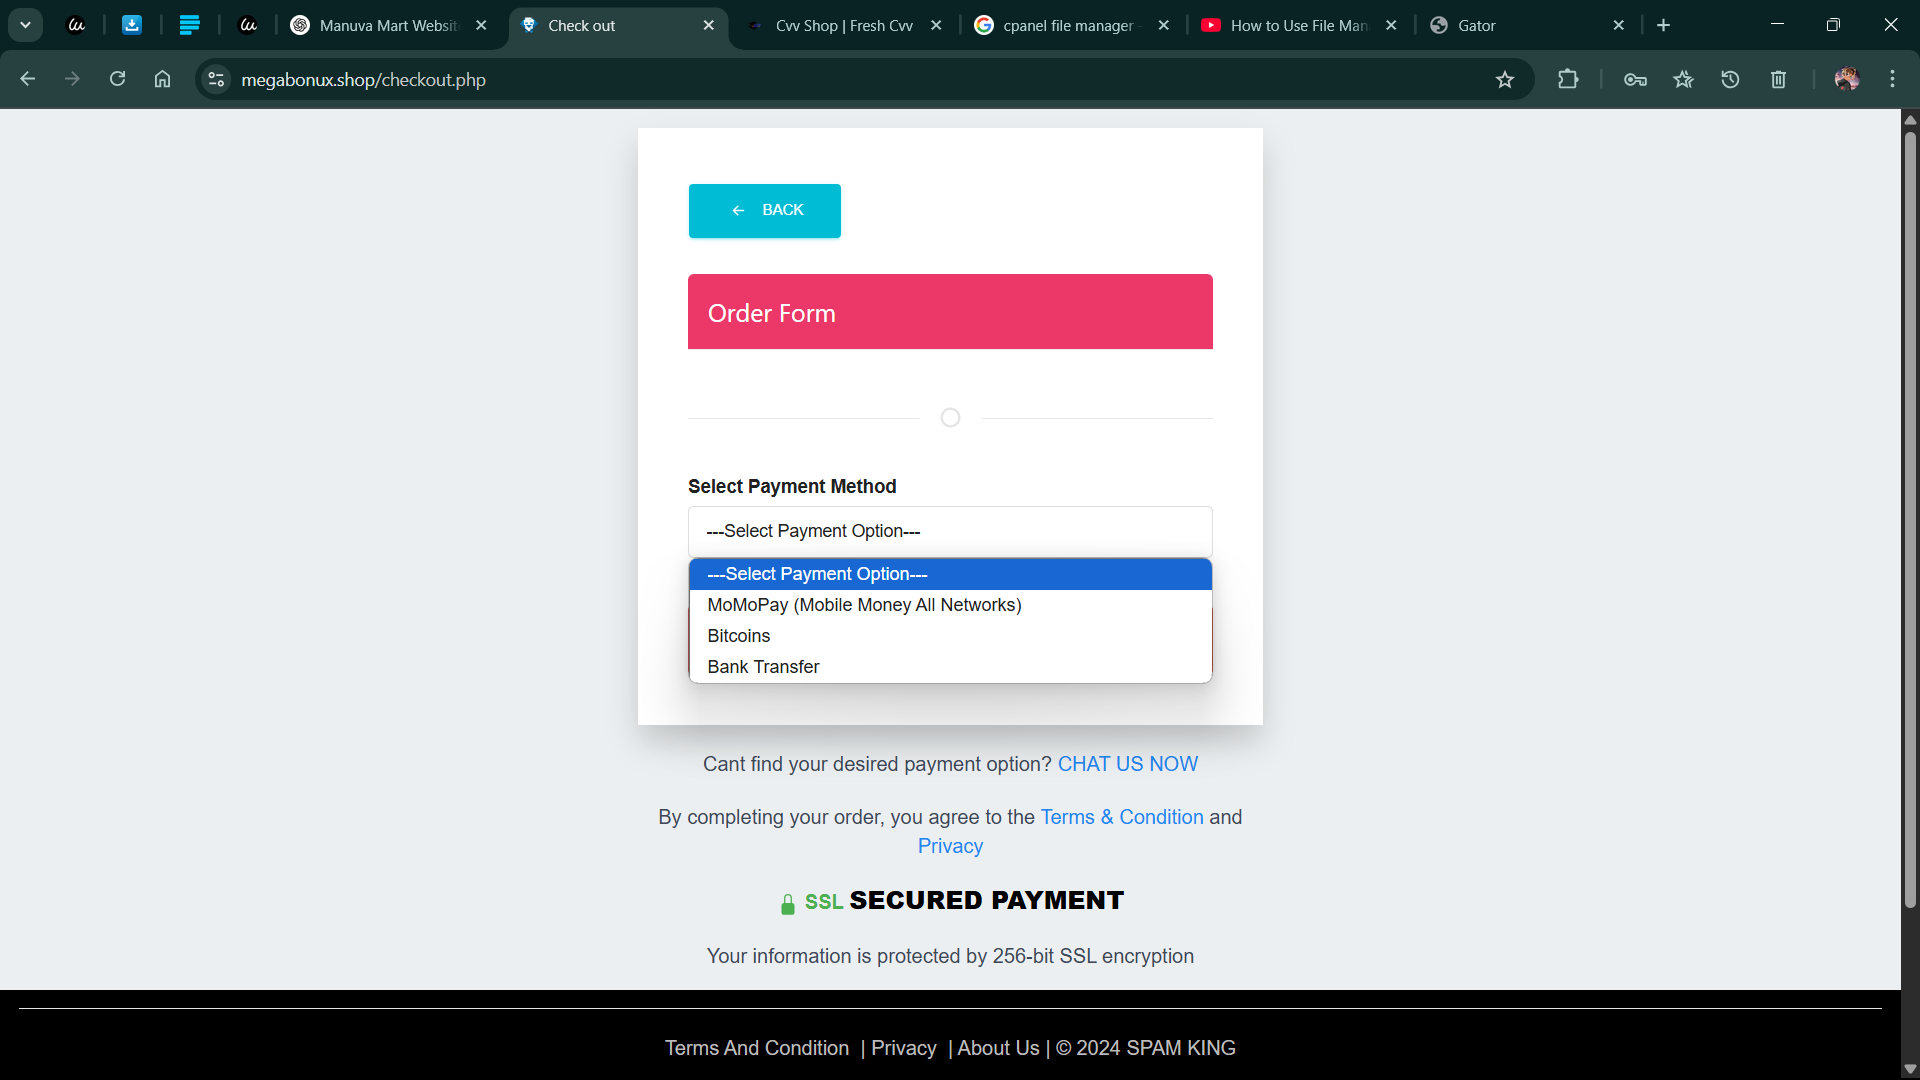 Manuva Mart Websit
Check out
Cvv Shop | Fresh Cvv
cpanel file manager -
How to Use File Man
Gator
megabonux.shop/checkout.php
BACK
Order Form
Select Payment Method
---Select Payment Option---
---Select Payment Option---
MoMoPay (Mobile Money All Networks)
Bitcoins
Bank Transfer
Cant find your desired payment option? CHAT US NOW
By completing your order, you agree to the Terms & Condition and
Privacy
SSL SECURED PAYMENT
Your information is protected by 256-bit SSL encryption
Terms And Condition | Privacy | About Us | © 2024 SPAM KING